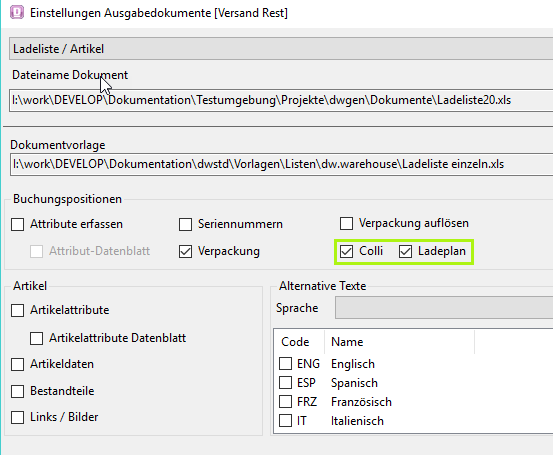 Einstellungen Ausgabedokumente [Versand Rest]
Ladeliste / Artikel
Dateiname Dokument
I:\work\DEVELOP\Dokumentation\Testumgebung\Projekte\dwgen\Dokumente\Ladeliste20.xls
Dokumentvorlage
I:\work\DEVELOP\Dokumentation\dwstd\Vorlagen\Listen\dw.warehouse\Ladeliste einzeln.xls
Buchungspositionen
Attribute erfassen Seriennummern Verpackung auflösen
Attribut-Datenblatt Verpackung Colli Ladeplan
Artikel
Artikelattribute
Artikelattribute Datenblatt
Artikeldaten
Bestandteile
Links / Bilder
Alternative Texte
Sprache
Code Name
ENG Englisch
ESP Spanisch
FRZ Französisch
IT Italienisch